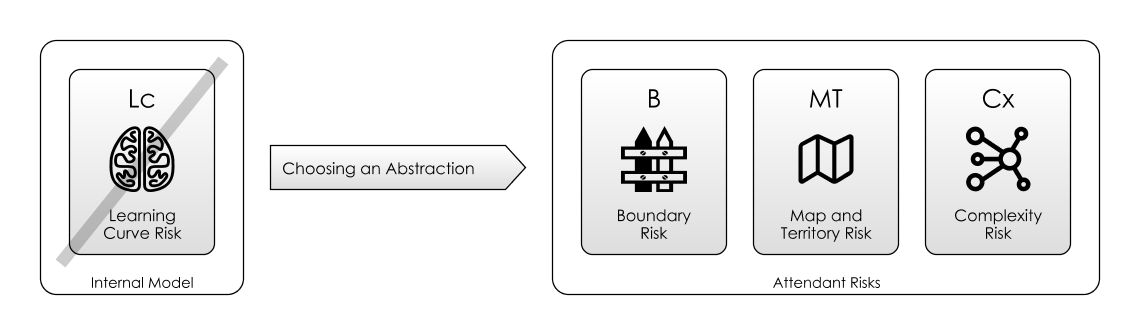 Lc
Learning
Curve Risk
Internal Model
Choosing an Abstraction
B
Boundary
Risk
MT
Map and
Territory Risk
Cx
Complexity
Risk
Attendant Risks